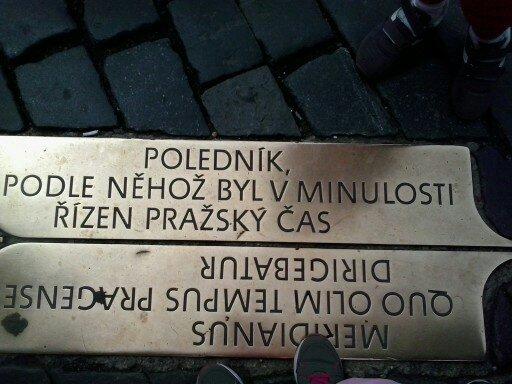 POLEDNÍK,
PODLE NĚHOŽ BYL V MINULOSTI
ŘÍZEN PRAŽSKÝ ČAS
MERIDIANUS
QUO OLIM TEMPUS PRAGENSE
DIRIGEBATUR